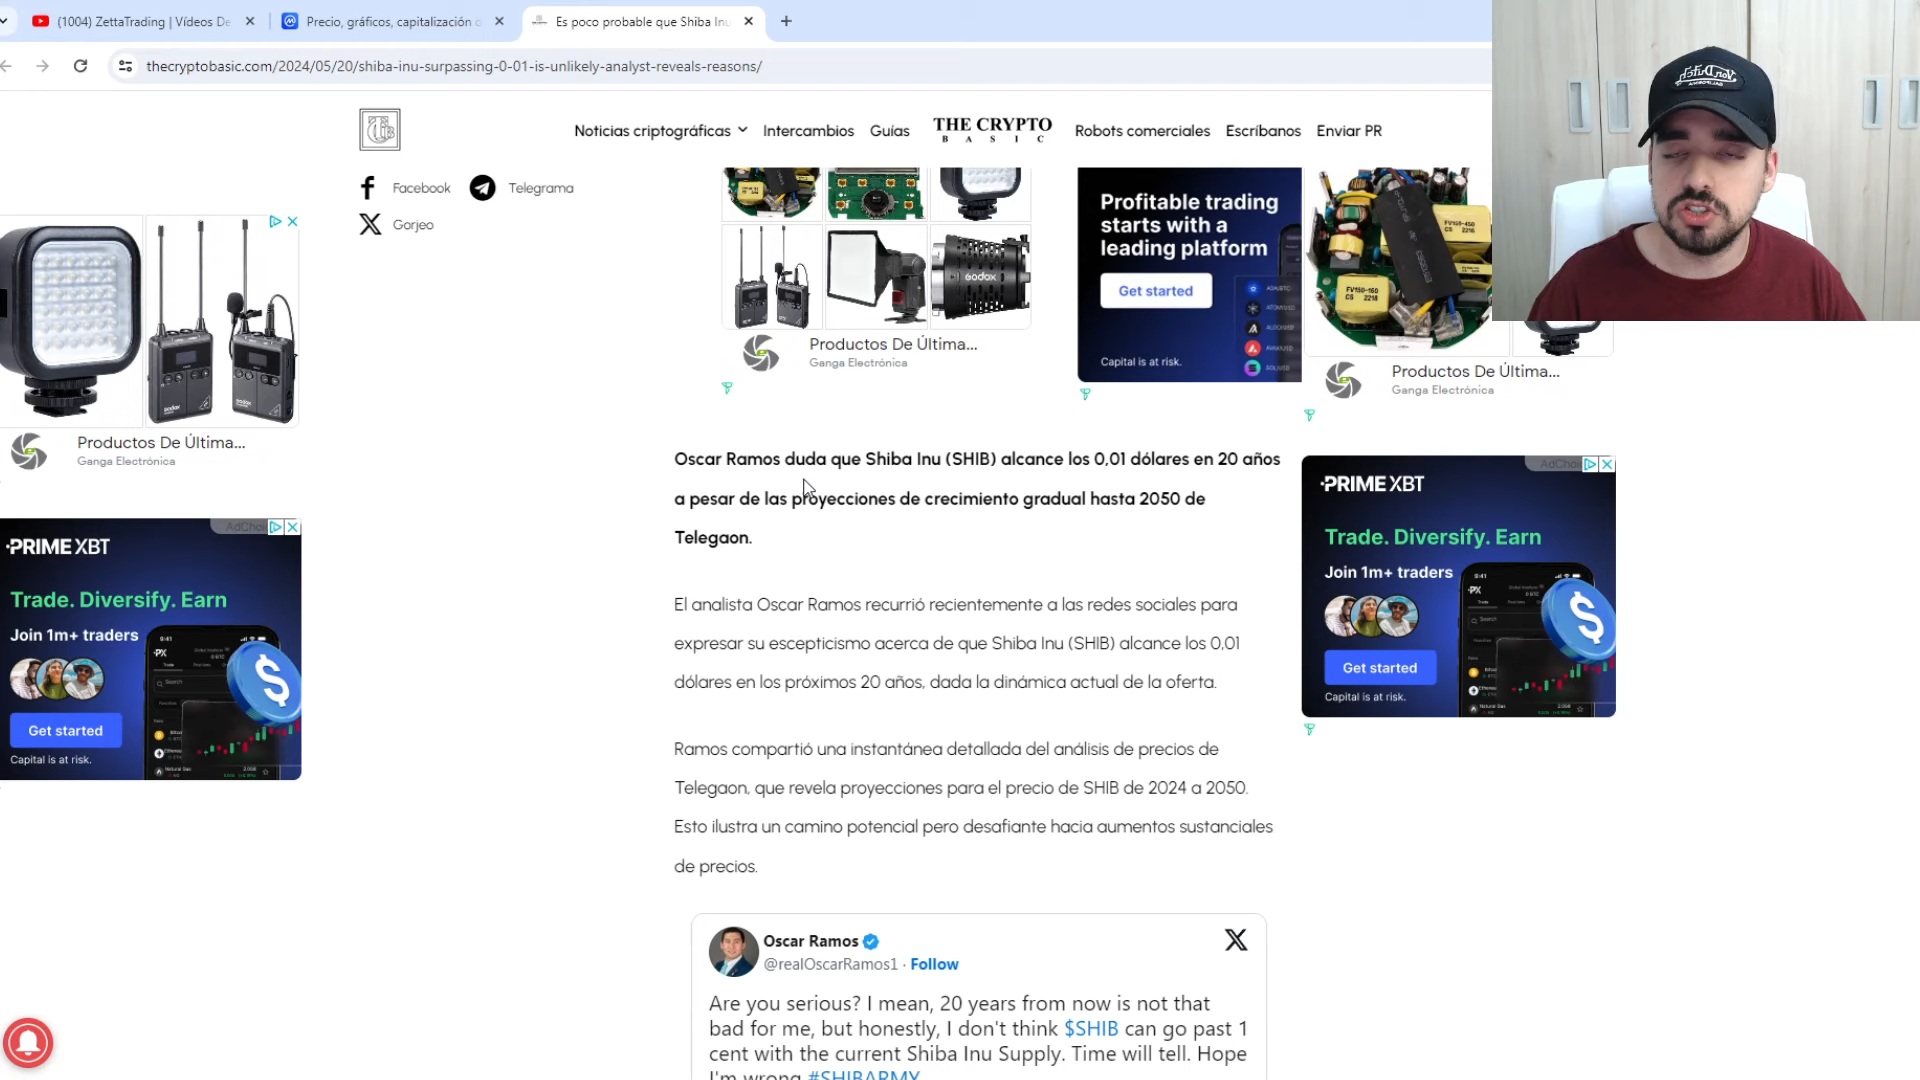 (1004) ZettaTrading | Vídeos De
Precio, gráficos, capitalización d
Es poco probable que Shiba Inu
thecryptobasic.com/2024/05/20/shiba-inu-surpassing-0-01-is-unlikely-analyst-reveals-reasons/
Noticias criptográficas
Intercambios
Guías
THE CRYPTO
BASIC
Robots comerciales
Escríbanos
Enviar PR
Facebook
Telegrama
Gorjeo
Productos De Última...
Ganga Electrónica
Productos De Última...
Ganga Electrónica
GODOX
Profitable trading
starts with a
leading platform
Get started
Capital is at risk.
Productos De Última...
Ganga Electrónica
Oscar Ramos duda que Shiba Inu (SHIB) alcance los 0,01 dólares en 20 años
a pesar de las proyecciones de crecimiento gradual hasta 2050 de
Telegaon.
El analista Oscar Ramos recurrió recientemente a las redes sociales para
expresar su escepticismo acerca de que Shiba Inu (SHIB) alcance los 0,01
dólares en los próximos 20 años, dada la dinámica actual de la oferta.
Ramos compartió una instantánea detallada del análisis de precios de
Telegaon, que revela proyecciones para el precio de SHIB de 2024 a 2050.
Esto ilustra un camino potencial pero desafiante hacia aumentos sustanciales
de precios.
Oscar Ramos
@realOscarRamos1 · Follow
Are you serious? I mean, 20 years from now is not that
bad for me, but honestly, I don't think $SHIB can go past 1
cent with the current Shiba Inu Supply. Time will tell. Hope
I'm wrong #SHIBARMY
PRIME XBT
Trade. Diversify. Earn
Join 1m+ traders
Get started
Capital is at risk.
PRIME XBT
Trade. Diversify. Earn
Join 1m+ traders
Get started
Capital is at risk.
Von Dutch